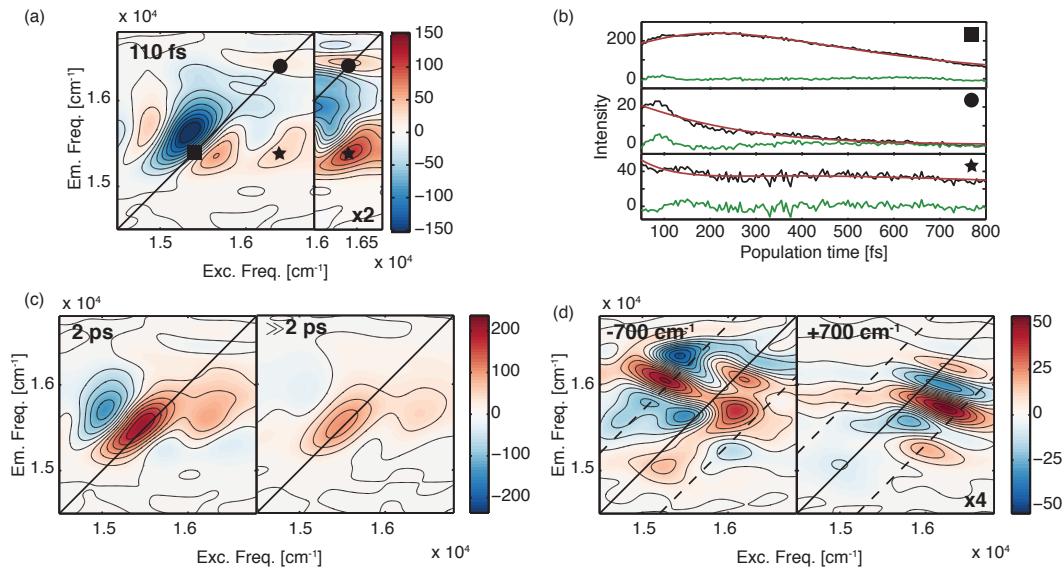 (a)
x 10⁴
110 fs
Em. Freq. [cm⁻¹]
1.6
1.5
1.5
1.6
1.6
1.65
x2
x 10⁴
Exc. Freq. [cm⁻¹]
150
100
50
0
−50
−100
−150
(b)
Intensity
200
0
20
0
40
0
100
200
300
400
500
600
700
800
Population time [fs]
(c)
x 10⁴
2 ps
≫2 ps
Em. Freq. [cm⁻¹]
1.6
1.5
1.5
1.6
1.5
1.6
x 10⁴
Exc. Freq. [cm⁻¹]
200
100
0
−100
−200
(d)
x 10⁴
-700 cm⁻¹
+700 cm⁻¹
Em. Freq. [cm⁻¹]
1.6
1.5
1.5
1.6
1.5
1.6
x4
x 10⁴
Exc. Freq. [cm⁻¹]
50
25
0
−25
−50